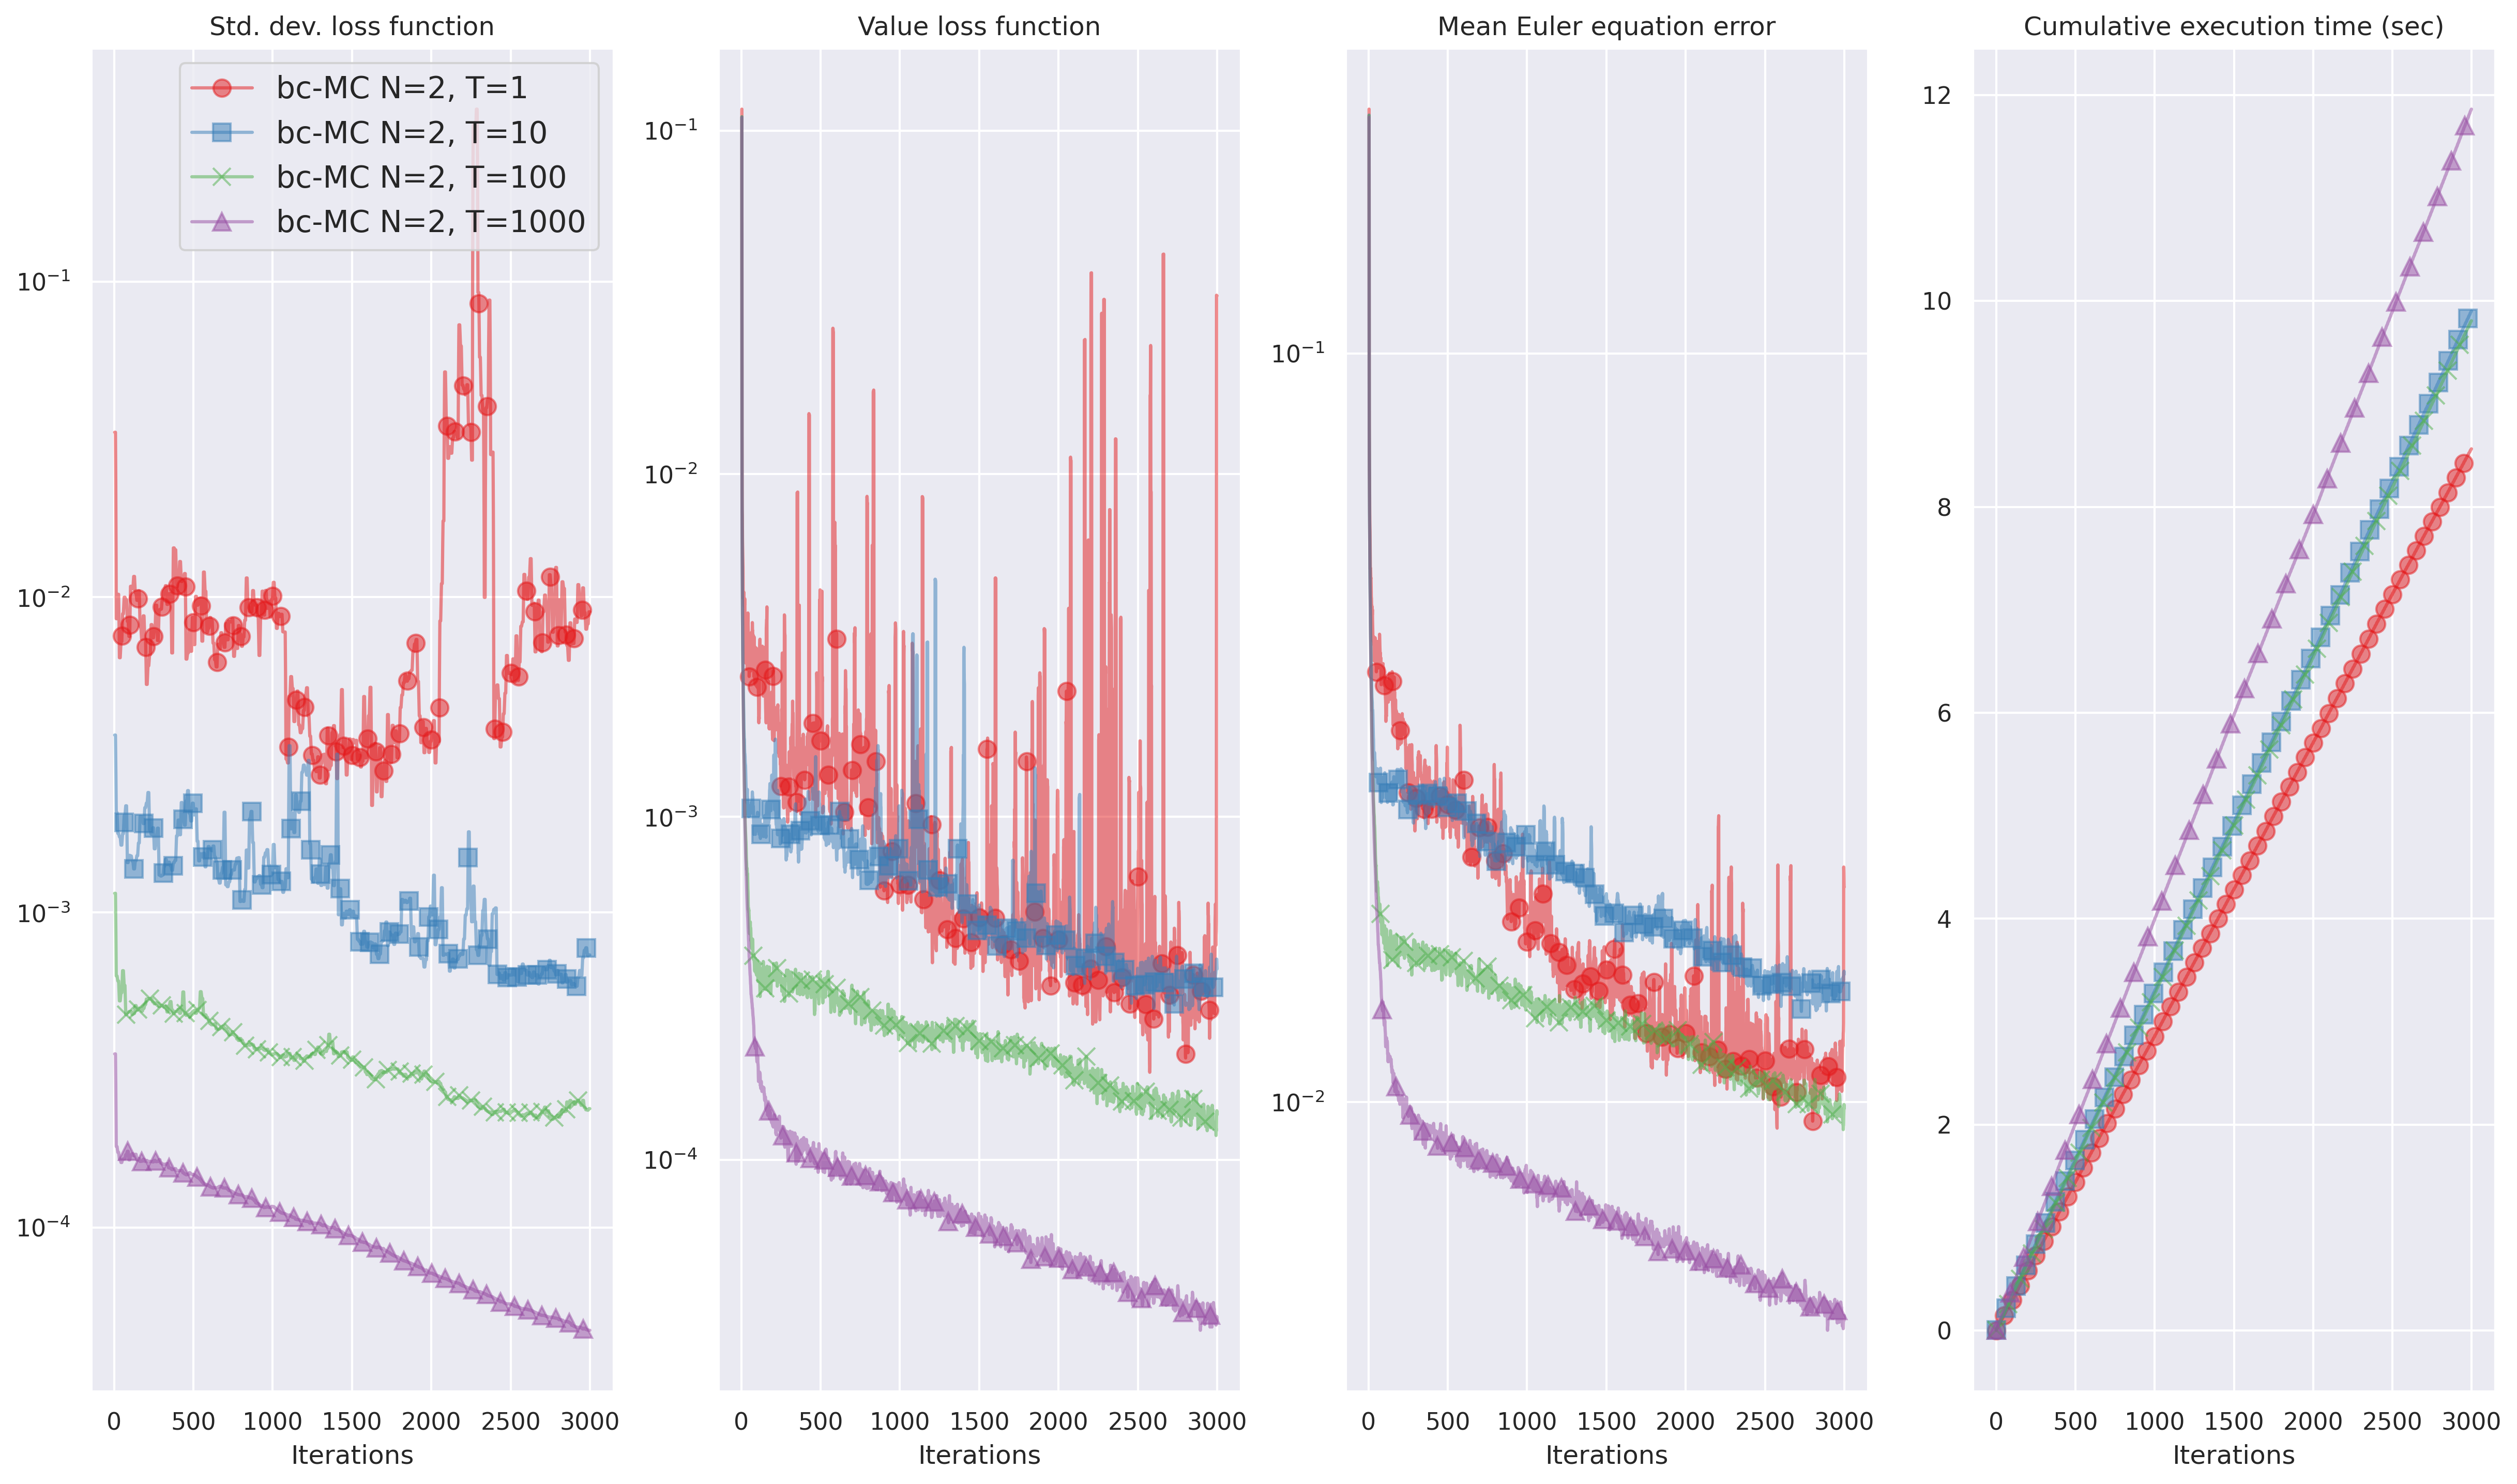 Std. dev. loss function
bc-MC N=2, T=1
bc-MC N=2, T=10
bc-MC N=2, T=100
bc-MC N=2, T=1000
10⁻¹
10⁻²
10⁻³
10⁻⁴
0 500 1000 1500 2000 2500 3000
Iterations
Value loss function
10⁻¹
10⁻²
10⁻³
10⁻⁴
0 500 1000 1500 2000 2500 3000
Iterations
Mean Euler equation error
10⁻¹
10⁻²
0 500 1000 1500 2000 2500 3000
Iterations
Cumulative execution time (sec)
12
10
8
6
4
2
0
0 500 1000 1500 2000 2500 3000
Iterations